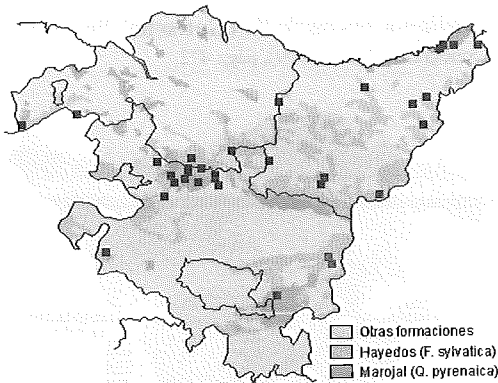 Otras formaciones
Hayedos (F. sylvatica)
Marojal (Q. pyrenaica)